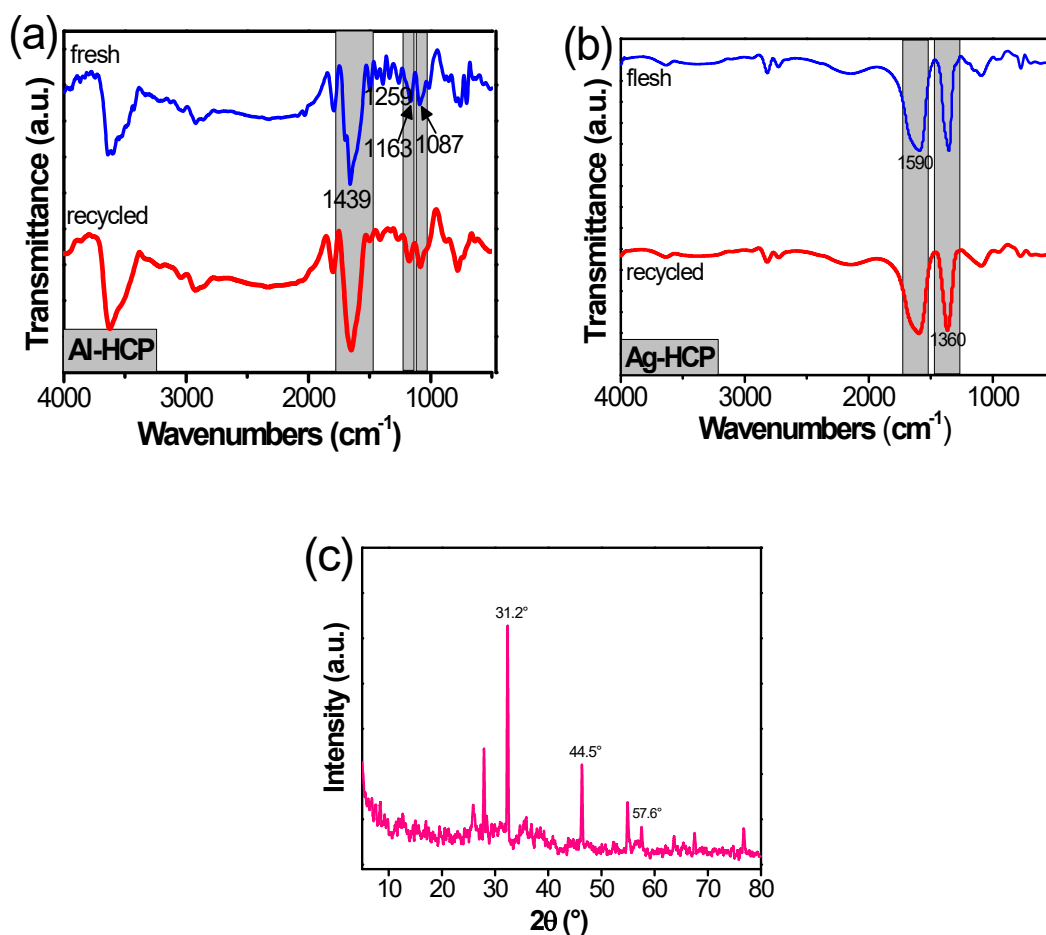 (a)
fresh
1259
1163
1087
1439
recycled
Al-HCP
Transmittance (a.u.)
4000
3000
2000
1000
Wavenumbers (cm⁻¹)
(b)
flesh
1590
recycled
1360
Ag-HCP
Transmittance (a.u.)
4000
3000
2000
1000
Wavenumbers (cm⁻¹)
(c)
31.2°
44.5°
57.6°
Intensity (a.u.)
10
20
30
40
50
60
70
80
2θ (°)